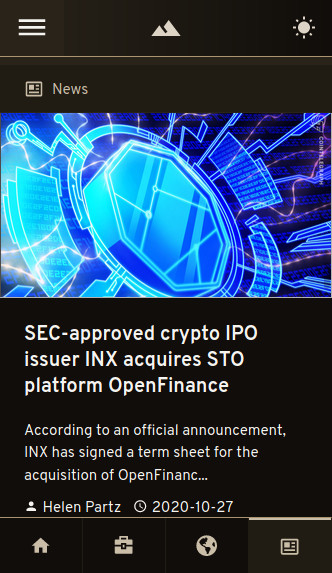 News
SEC-approved crypto IPO
issuer INX acquires STO
platform OpenFinance
According to an official announcement,
INX has signed a term sheet for the
acquisition of OpenFinanc...
Helen Partz 2020-10-27